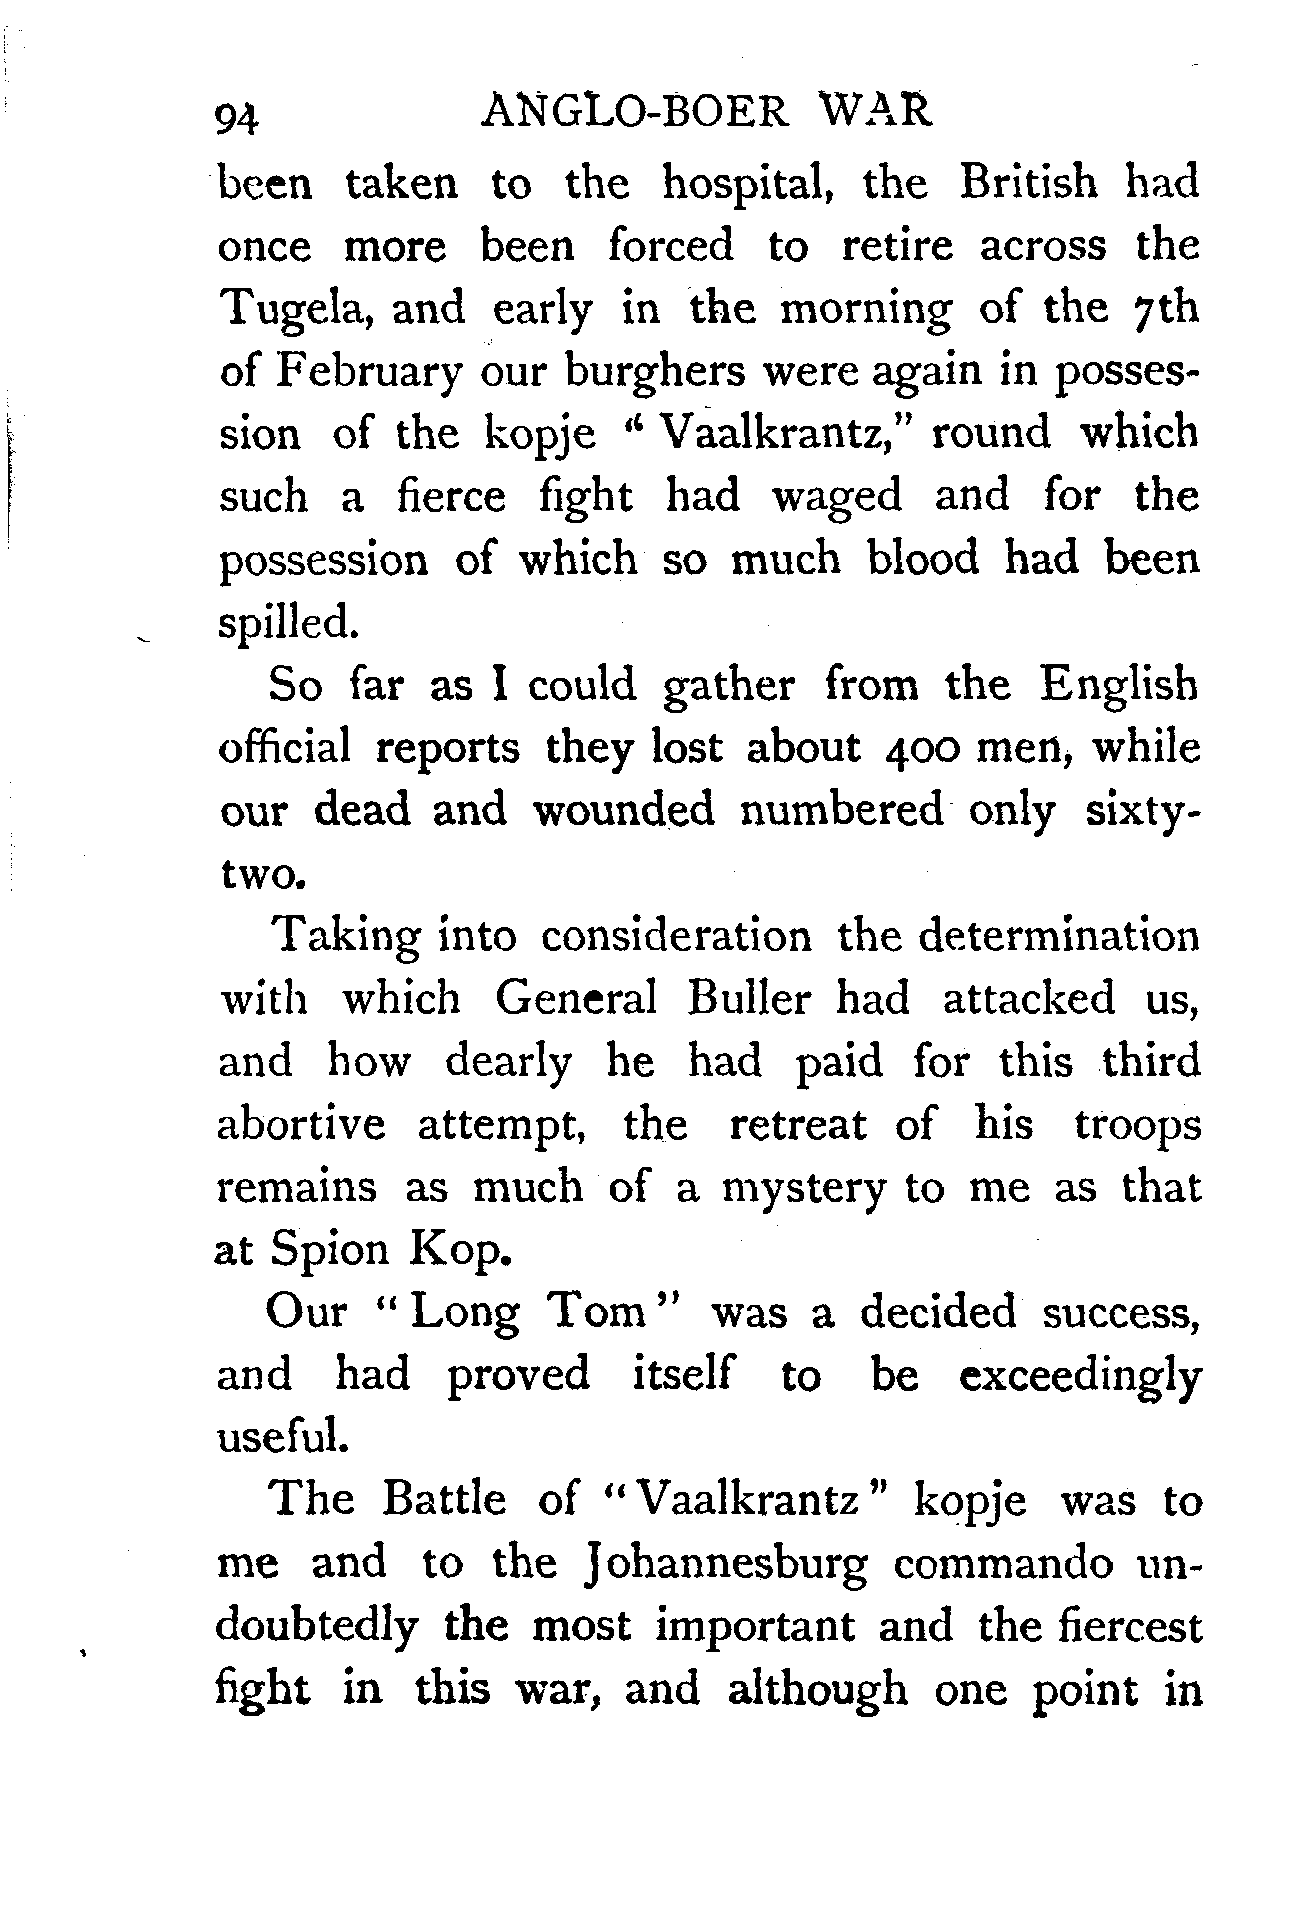 94 ANGLO-BOER WAR
been taken to the hospital, the British had
once more been forced to retire across the
Tugela, and early in the morning of the 7th
of February our burghers were again in posses-
sion of the kopje " Vaalkrantz," round which
such a fierce fight had waged and for the
possession of which so much blood had been
spilled.
So far as I could gather from the English
official reports they lost about 400 men, while
our dead and wounded numbered only sixty-
two.
Taking into consideration the determination
with which General Buller had attacked us,
and how dearly he had paid for this third
abortive attempt, the retreat of his troops
remains as much of a mystery to me as that
at Spion Kop.
Our " Long Tom " was a decided success,
and had proved itself to be exceedingly
useful.
The Battle of " Vaalkrantz " kopje was to
me and to the Johannesburg commando un-
doubtedly the most important and the fiercest
fight in this war, and although one point in